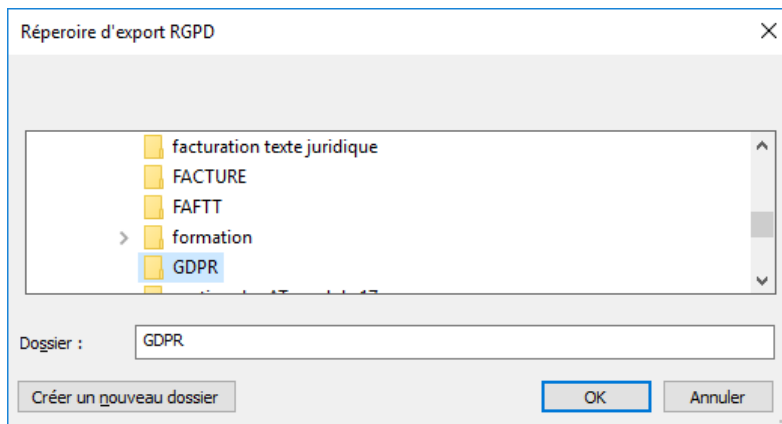 Réperoire d'export RGPD
facturation texte juridique
FACTURE
FAFTT
formation
GDPR
Dossier :
GDPR
Créer un nouveau dossier
OK
Annuler